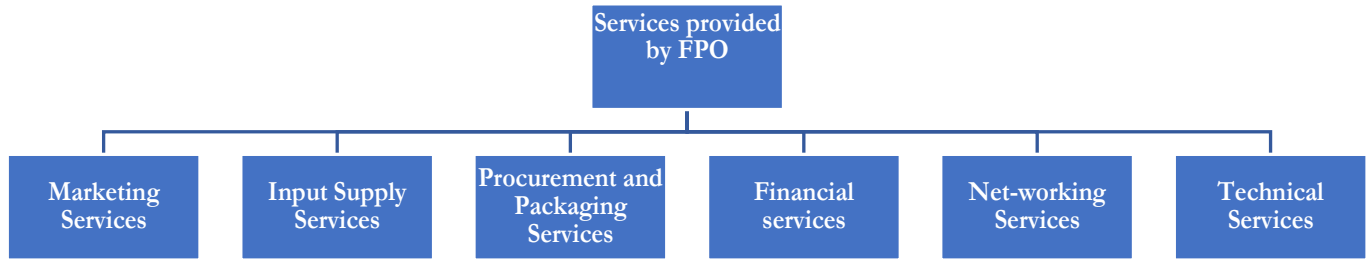 Services provided
by FPO
Marketing
Services
Input Supply
Services
Procurement and
Packaging
Services
Financial
services
Net-working
Services
Technical
Services